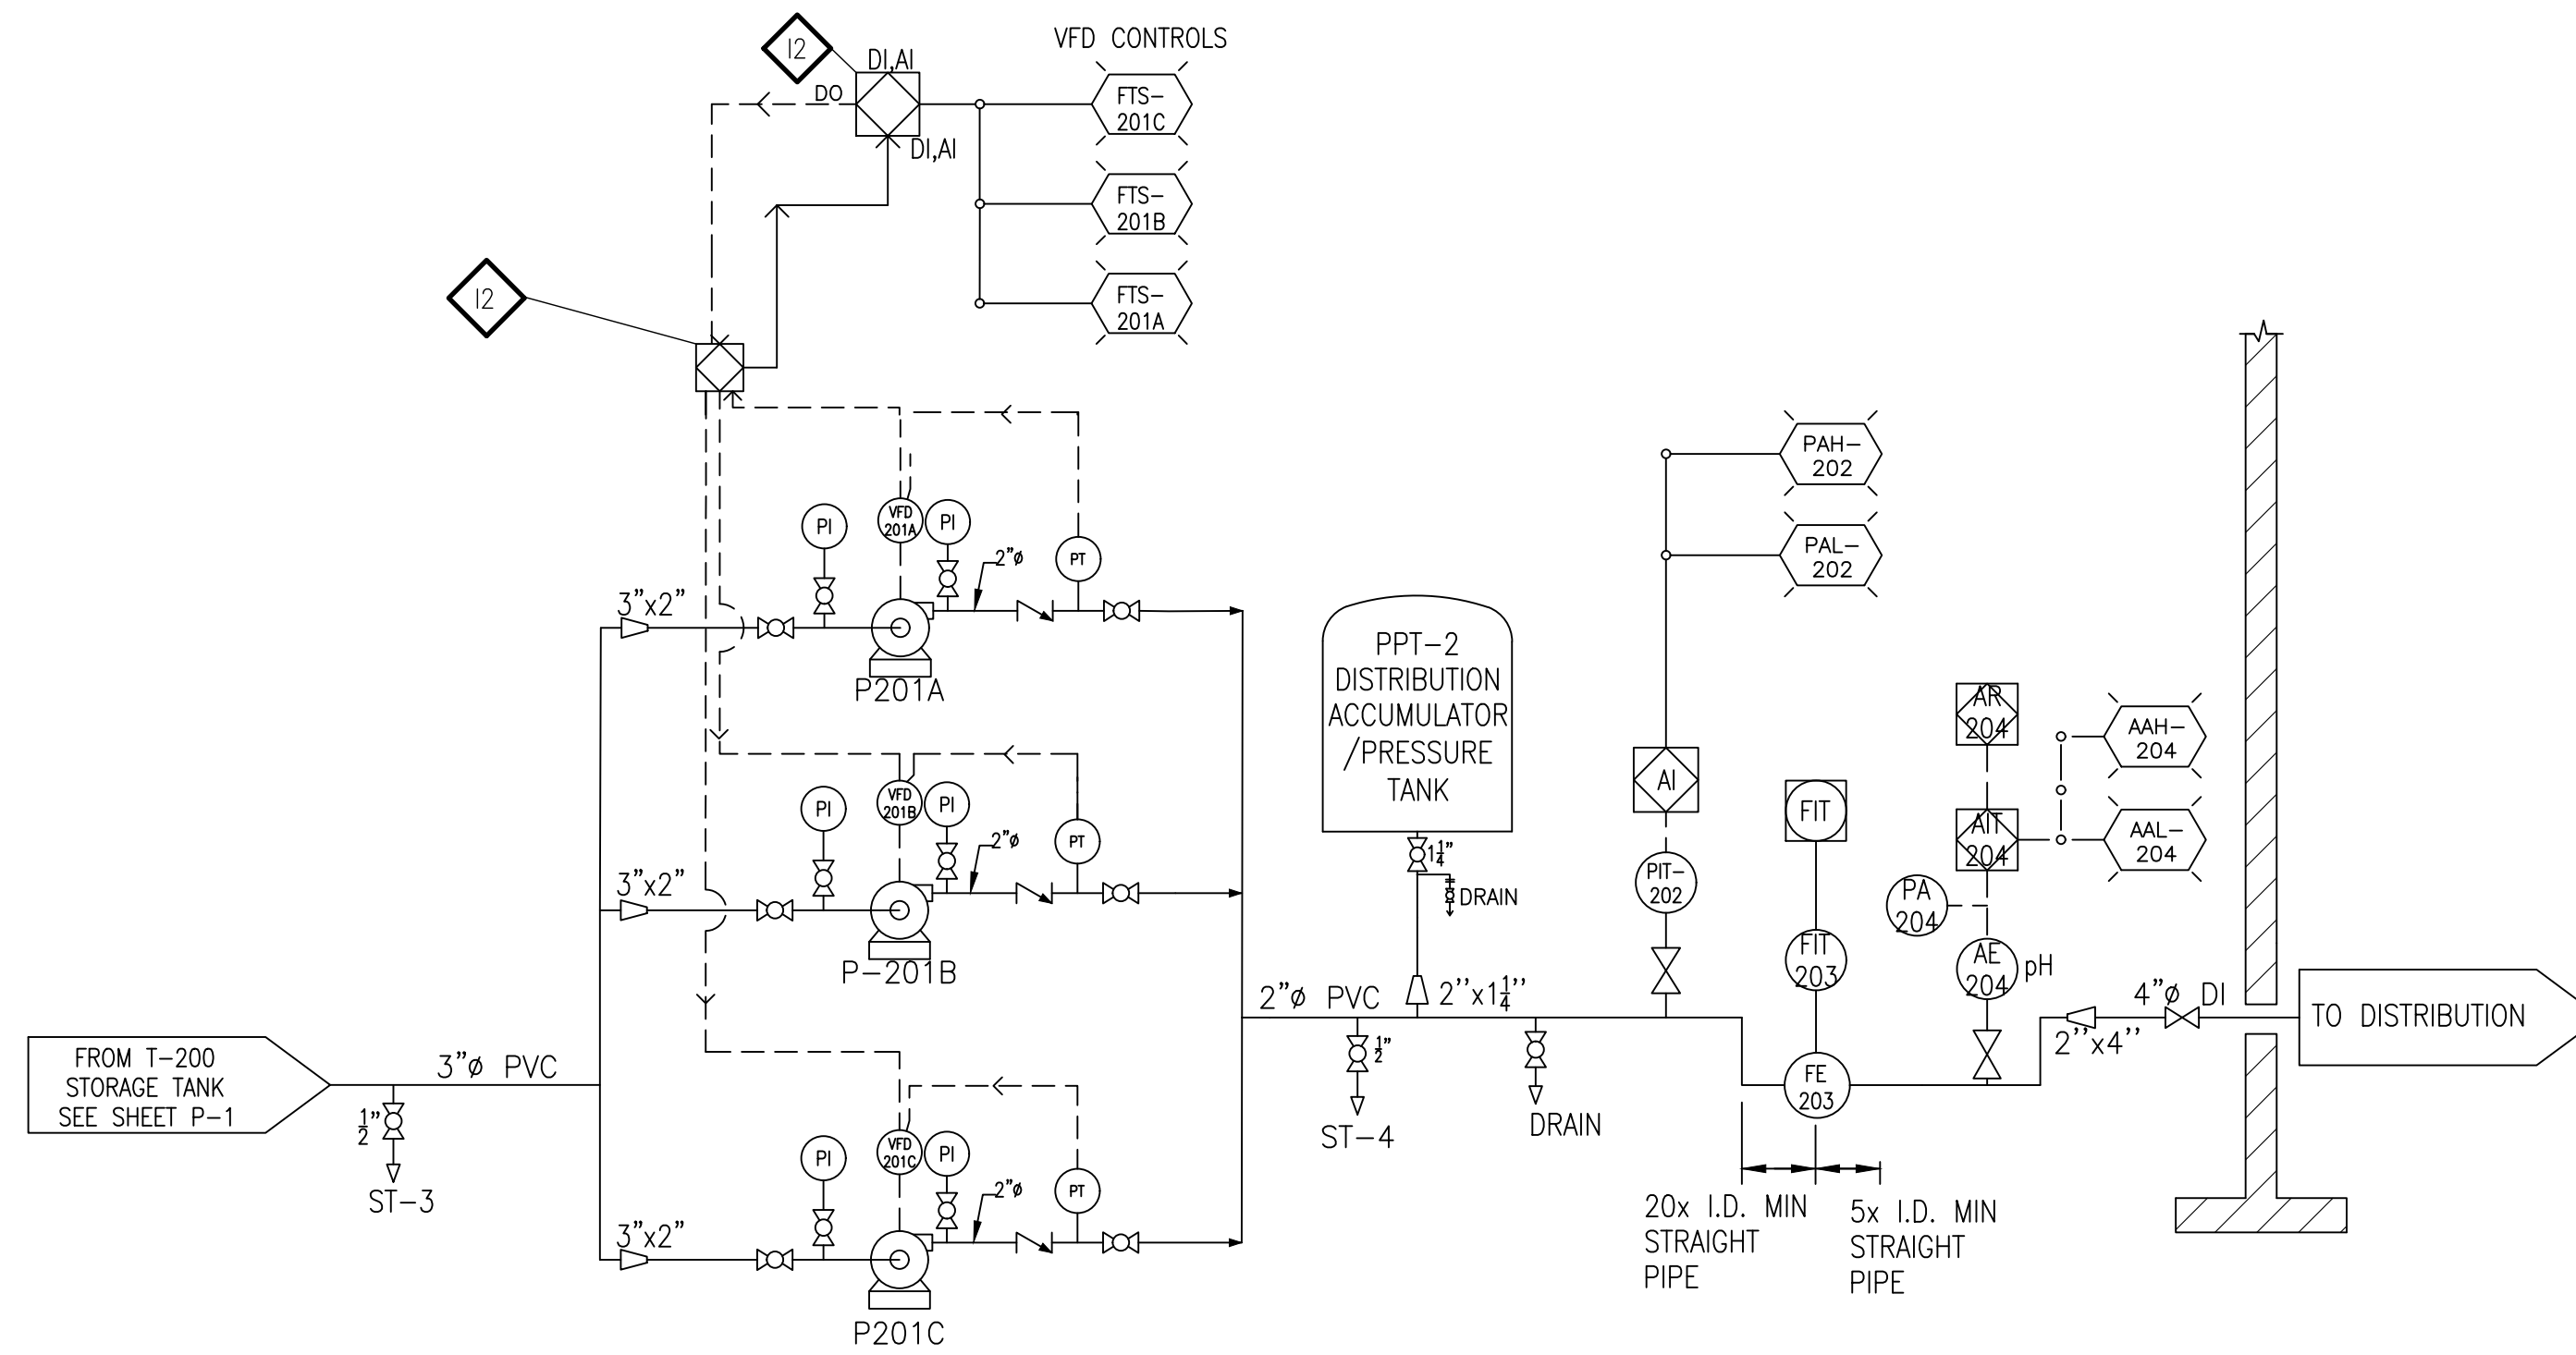 VFD CONTROLS
I2
DI,AI
DO
DI,AI
FTS-
201C
FTS-
201B
FTS-
201A
I2
PI
VFD
201A
PI
2"ø
PT
3"x2"
P201A
PI
VFD
201B
PI
2"ø
PT
3"x2"
P-201B
FROM T-200
STORAGE TANK
SEE SHEET P-1
3"ø PVC
1/2"
ST-3
PI
VFD
201C
PI
2"ø
PT
3"x2"
P201C
PPT-2
DISTRIBUTION
ACCUMULATOR
/PRESSURE
TANK
1 1/4"
DRAIN
2"ø PVC
2''x1 1/4''
1/2"
ST-4
DRAIN
PAH-
202
PAL-
202
AI
PIT-
202
FIT
FIT
203
FE
203
20x I.D. MIN
STRAIGHT
PIPE
5x I.D. MIN
STRAIGHT
PIPE
AR
204
AIT
204
AAH-
204
AAL-
204
PA
204
AE
204
pH
2''x4''
4"ø DI
TO DISTRIBUTION